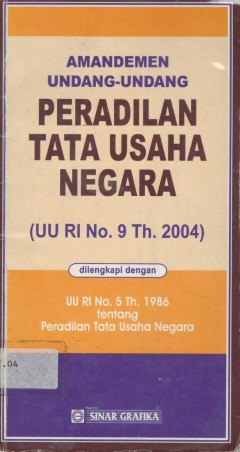 AMANDEMEN
UNDANG-UNDANG
PERADILAN
TATA USAHA
NEGARA
(UU RI No. 9 Th. 2004)
dilengkapi dengan
UU RI No. 5 Th. 1986
tentang
Peradilan Tata Usaha Negara
.04
SINAR GRAFIKA